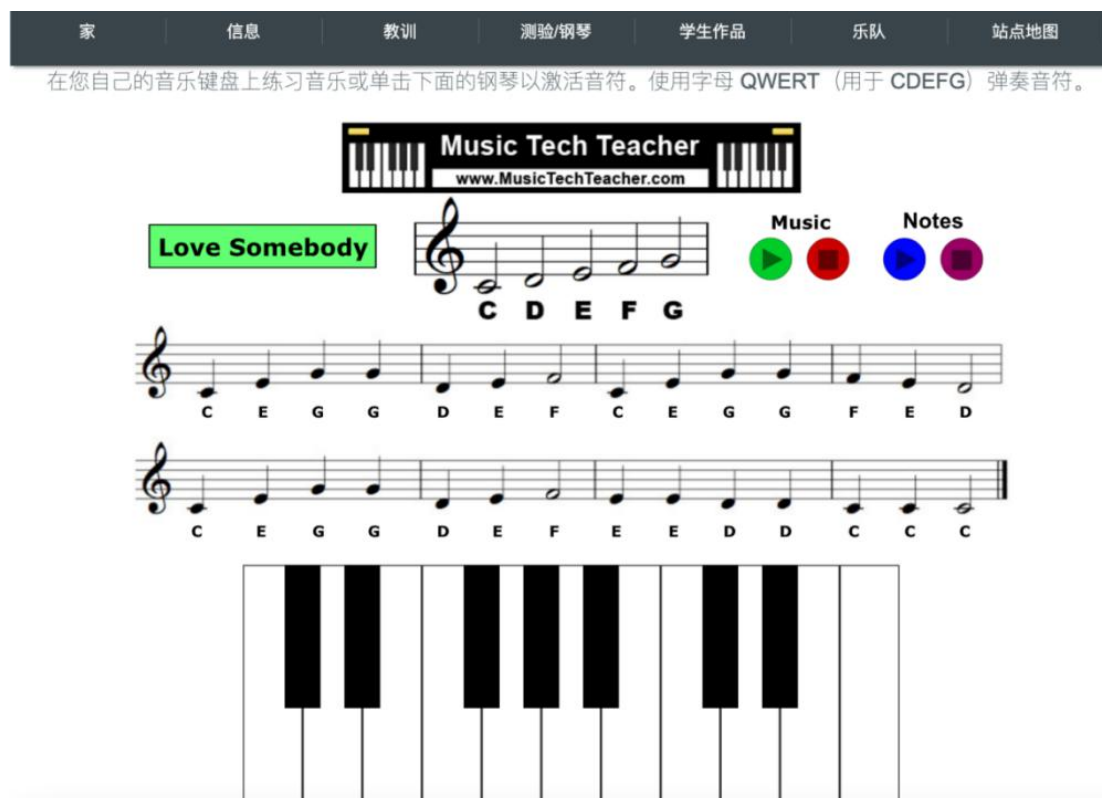 家 信息 教训 测验/钢琴 学生作品 乐队 站点地图
在您自己的音乐键盘上练习音乐或单击下面的钢琴以激活音符。使用字母 QWERT（用于 CDEFG）弹奏音符。
Music Tech Teacher
www.MusicTechTeacher.com
Love Somebody
Music Notes
C D E F G
C E G G D E F C E G G F E D
C E G G D E F E E D D C C C